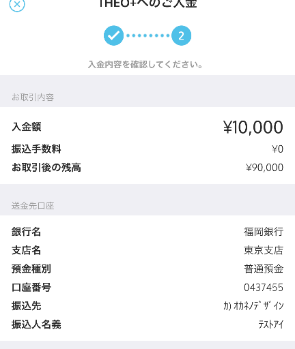 THEO+へのご入金
2
入金内容を確認してください。
お取引内容
入金額 ¥10,000
振込手数料 ¥0
お取引後の残高 ¥90,000
送金先口座
銀行名 福岡銀行
支店名 東京支店
預金種別 普通預金
口座番号 0437455
振込先 カ) オカネノデザイン
振込人名義 テストアイ